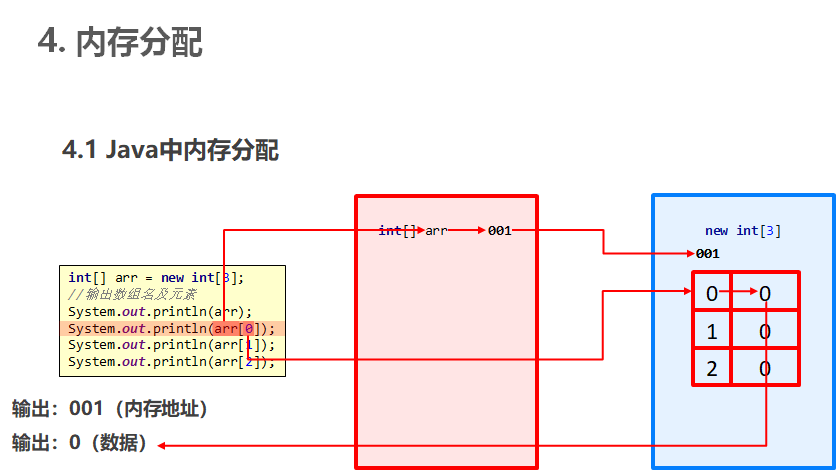 4. 内存分配
4.1 Java中内存分配
int[] arr = new int[3];
//输出数组名及元素
System.out.println(arr);
System.out.println(arr[0]);
System.out.println(arr[1]);
System.out.println(arr[2]);
输出：001（内存地址）
输出：0（数据）
int[] arr 001
new int[3]
001
0 0
1 0
2 0